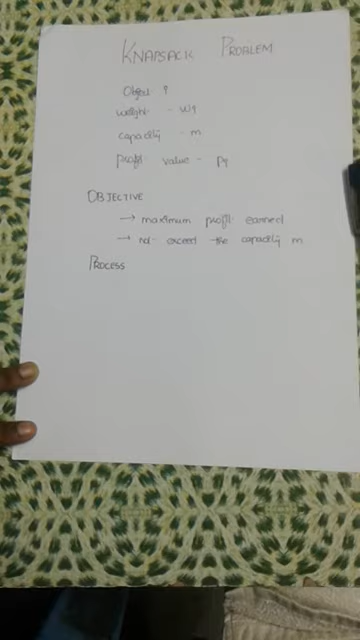 KNAPSACK PROBLEM
Object i
weight - wi
capacity - m
profit value - pi
OBJECTIVE
→ maximum profit earned
→ not exceed the capacity m
PROCESS